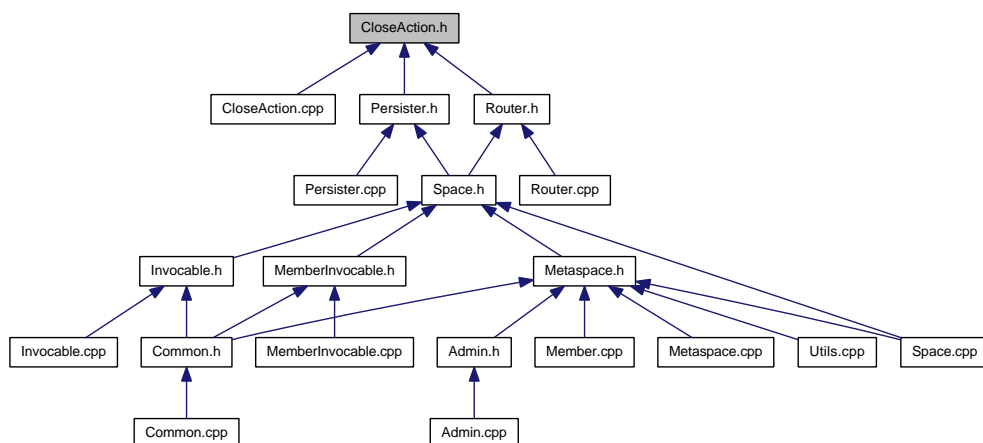 CloseAction.h
CloseAction.cpp
Persister.h
Router.h
Persister.cpp
Space.h
Router.cpp
Invocable.h
MemberInvocable.h
Metaspace.h
Invocable.cpp
Common.h
MemberInvocable.cpp
Admin.h
Member.cpp
Metaspace.cpp
Utils.cpp
Space.cpp
Common.cpp
Admin.cpp